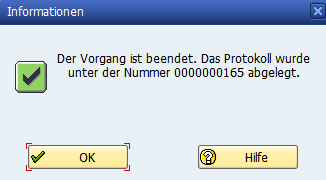 Informationen
Der Vorgang ist beendet. Das Protokoll wurde
unter der Nummer 0000000165 abgelegt.
OK
Hilfe